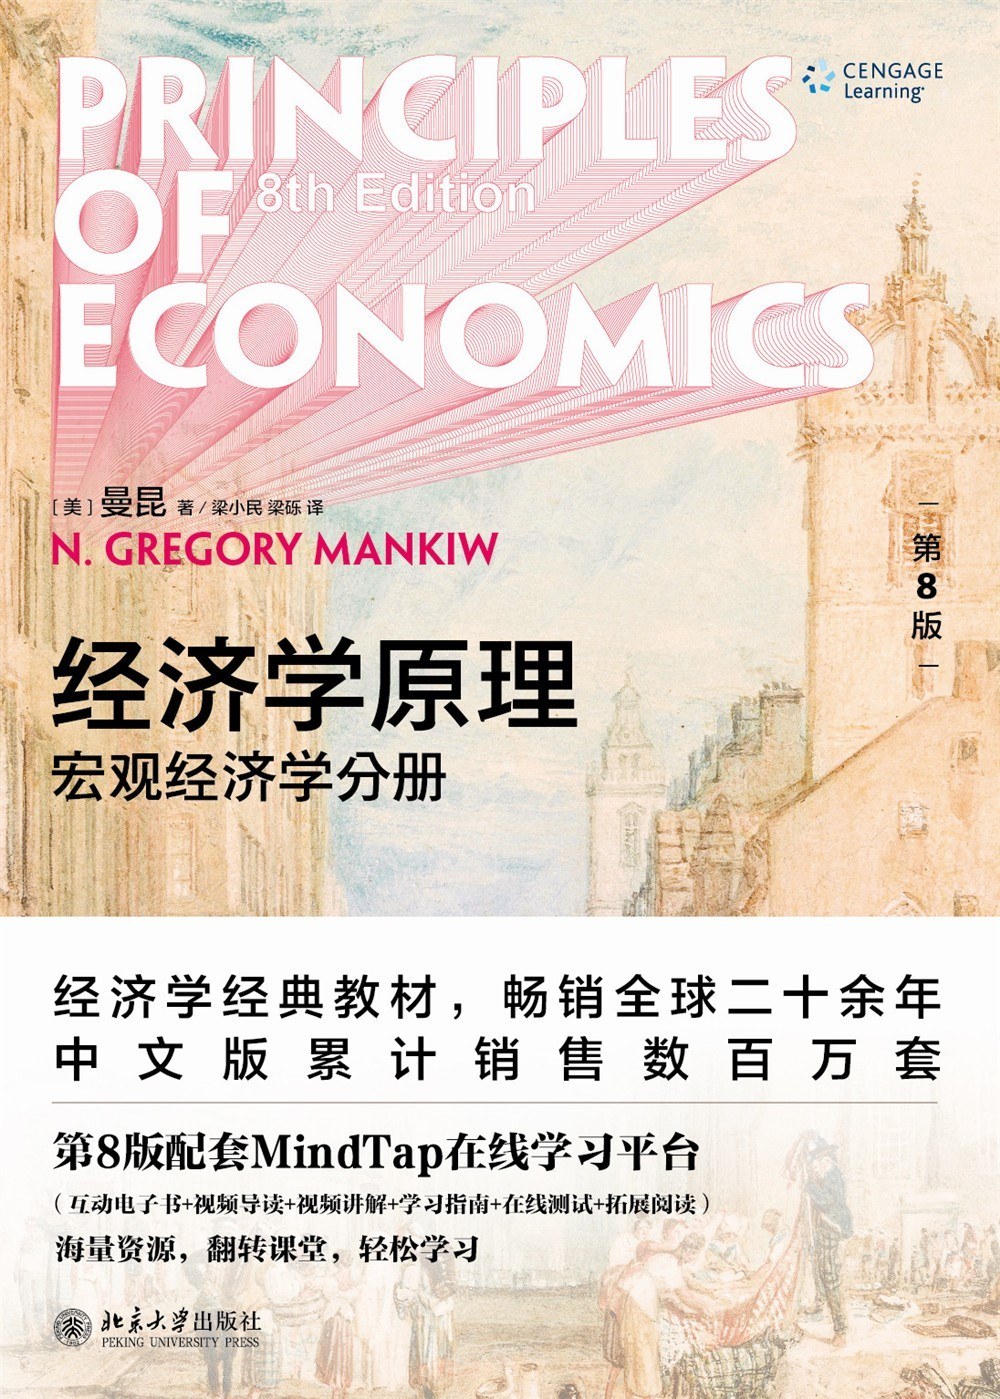 PRINCIPLES
OF
8th Edition
ECONOMICS
CENGAGE
Learning
[美] 曼昆 著 / 梁小民 梁砾 译
N. GREGORY MANKIW
第8版
经济学原理
宏观经济学分册
经济学经典教材，畅销全球二十余年
中文版累计销售数百万套
第8版配套MindTap在线学习平台
（互动电子书+视频导读+视频讲解+学习指南+在线测试+拓展阅读）
海量资源，翻转课堂，轻松学习
北京大学出版社
PEKING UNIVERSITY PRESS